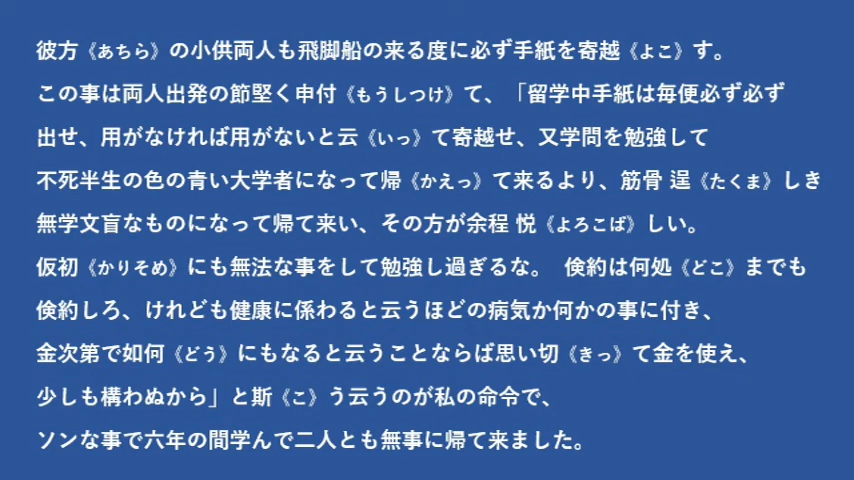 彼方《あちら》の小供両人も飛脚船の来る度に必ず手紙を寄越《よこ》す。
この事は両人出発の節堅く申付《もうしつけ》て、「留学中手紙は毎便必ず必ず
出せ、用がなければ用がないと云《いっ》て寄越せ、又学問を勉強して
不死半生の色の青い大学者になって帰《かえっ》て来るより、筋骨 逞《たくま》しき
無学文盲なものになって帰て来い、その方が余程 悦《よろこば》しい。
仮初《かりそめ》にも無法な事をして勉強し過ぎるな。 倹約は何処《どこ》までも
倹約しろ、けれども健康に係わると云うほどの病気か何かの事に付き、
金次第で如何《どう》にもなると云うことならば思い切《きっ》て金を使え、
少しも構わぬから」と斯《こ》う云うのが私の命令で、
ソンな事で六年の間学んで二人とも無事に帰て来ました。